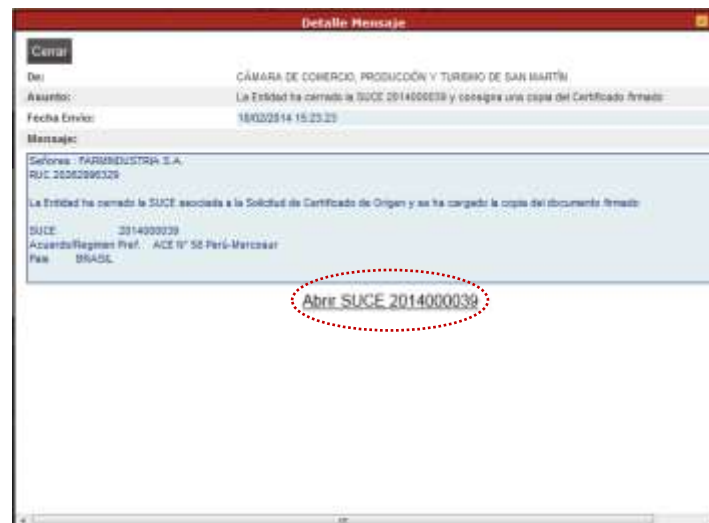 Detalle Mensaje
Cerrar
De: CÁMARA DE COMERCIO, PRODUCCIÓN Y TURISMO DE SAN MARTÍN
Asunto: La Entidad ha cerrado la SUCE 2014000039 y consigna una copia del Certificado firmado
Fecha Envío: 18/02/2014 15:23:23
Mensaje:
Señores : FARMINDUSTRIA S.A.
RUC 20262996329
La Entidad ha cerrado la SUCE asociada a la Solicitud de Certificado de Origen y se ha cargado la copia del documento firmado
SUCE 2014000039
Acuerdo/Regimen Pref. ACE N° 58 Perú-Mercosur
Pais BRASIL
Abrir SUCE 2014000039